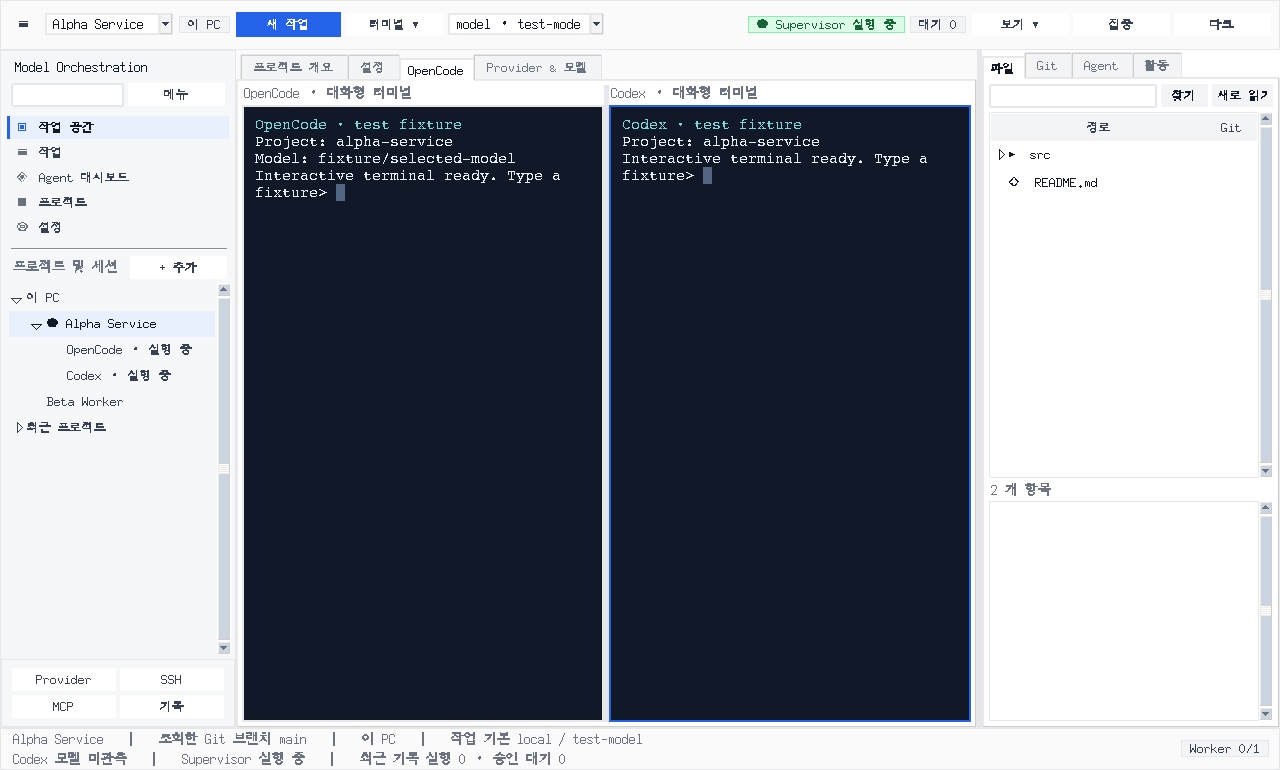 ≡ Alpha Service 이 PC 새 작업 터미널 ▼ model • test-mode Supervisor 실행 중 대기 0 보기 ▼ 집중 다크
Model Orchestration
메뉴
작업 공간
작업
Agent 대시보드
프로젝트
설정
프로젝트 및 세션 + 추가
이 PC
Alpha Service
OpenCode • 실행 중
Codex • 실행 중
Beta Worker
최근 프로젝트
Provider SSH
MCP 기록
프로젝트 개요 설정 OpenCode Provider & 모델
OpenCode • 대화형 터미널
OpenCode · test fixture
Project: alpha-service
Model: fixture/selected-model
Interactive terminal ready. Type a
fixture>
Codex • 대화형 터미널
Codex · test fixture
Project: alpha-service
Interactive terminal ready. Type a
fixture>
파일 Git Agent 활동
찾기 새로 읽기
경로 Git
src
README.md
2 개 항목
Alpha Service | 조회한 Git 브랜치 main | 이 PC | 작업 기본 local / test-model
Codex 모델 미관측 | Supervisor 실행 중 | 최근 기록 실행 0 · 승인 대기 0
Worker 0/1